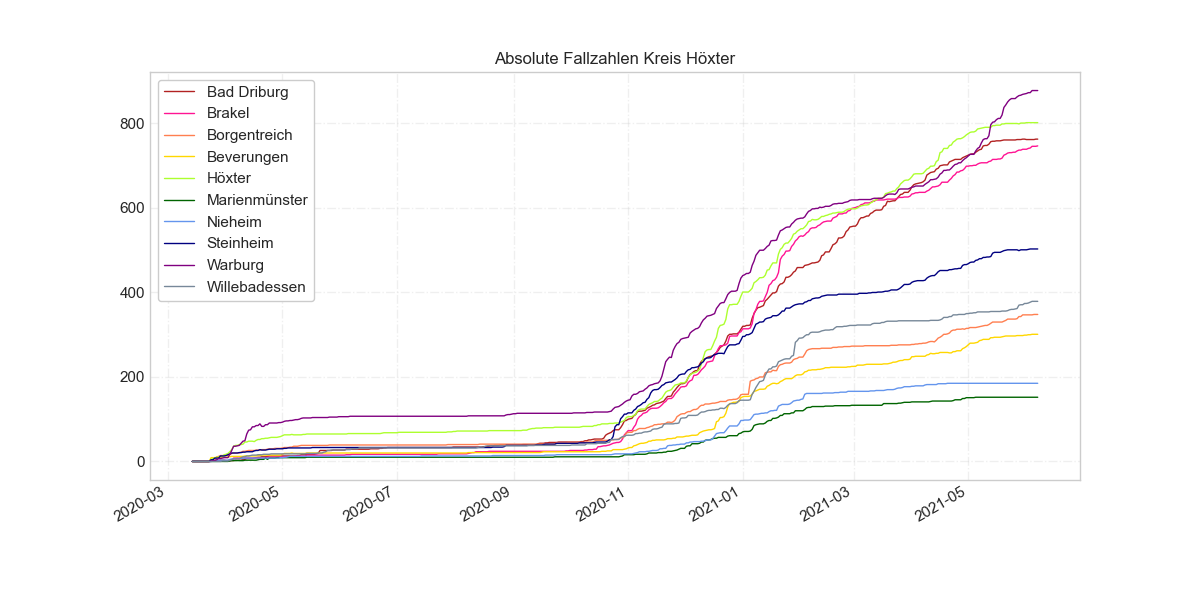 Absolute Fallzahlen Kreis Höxter
Bad Driburg
Brakel
Borgentreich
Beverungen
Höxter
Marienmünster
Nieheim
Steinheim
Warburg
Willebadessen
800
600
400
200
0
2020-03
2020-05
2020-07
2020-09
2020-11
2021-01
2021-03
2021-05